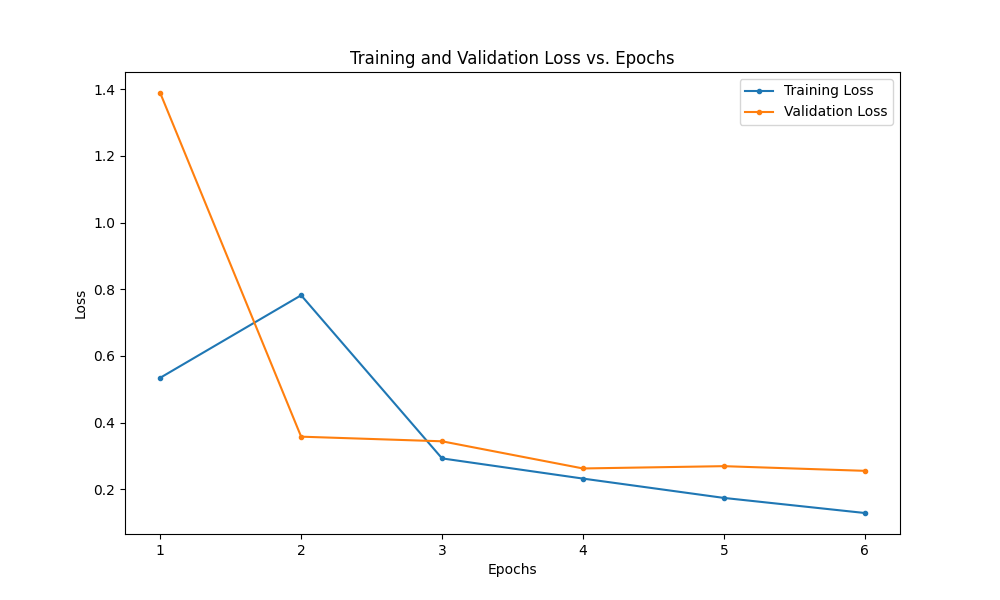 Training and Validation Loss vs. Epochs
Training Loss
Validation Loss
1.4
1.2
1.0
0.8
0.6
0.4
0.2
Loss
1 2 3 4 5 6
Epochs